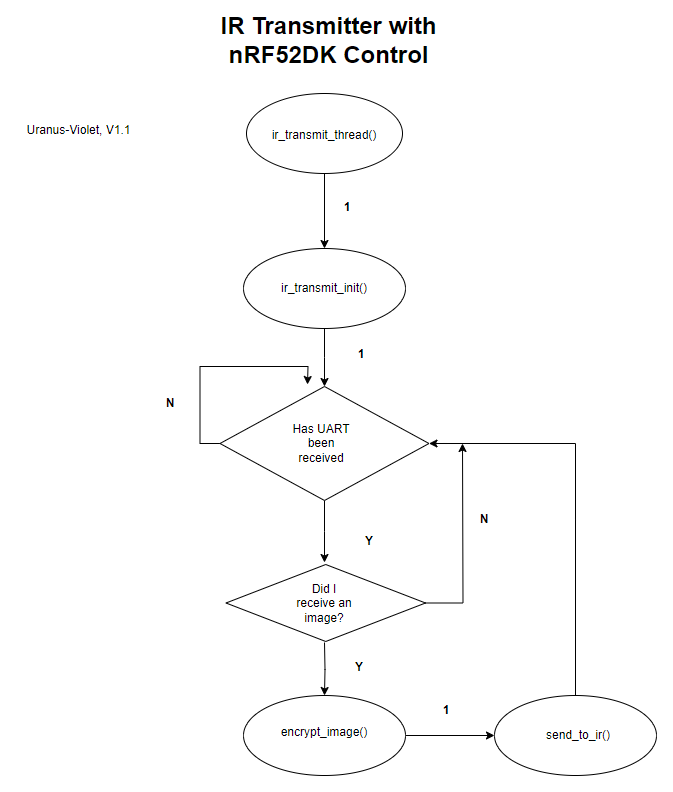 IR Transmitter with
nRF52DK Control
Uranus-Violet, V1.1
ir_transmit_thread()
1
ir_transmit_init()
1
N
Has UART
been
received
N
Y
Did I
receive an
image?
Y
encrypt_image()
1
send_to_ir()